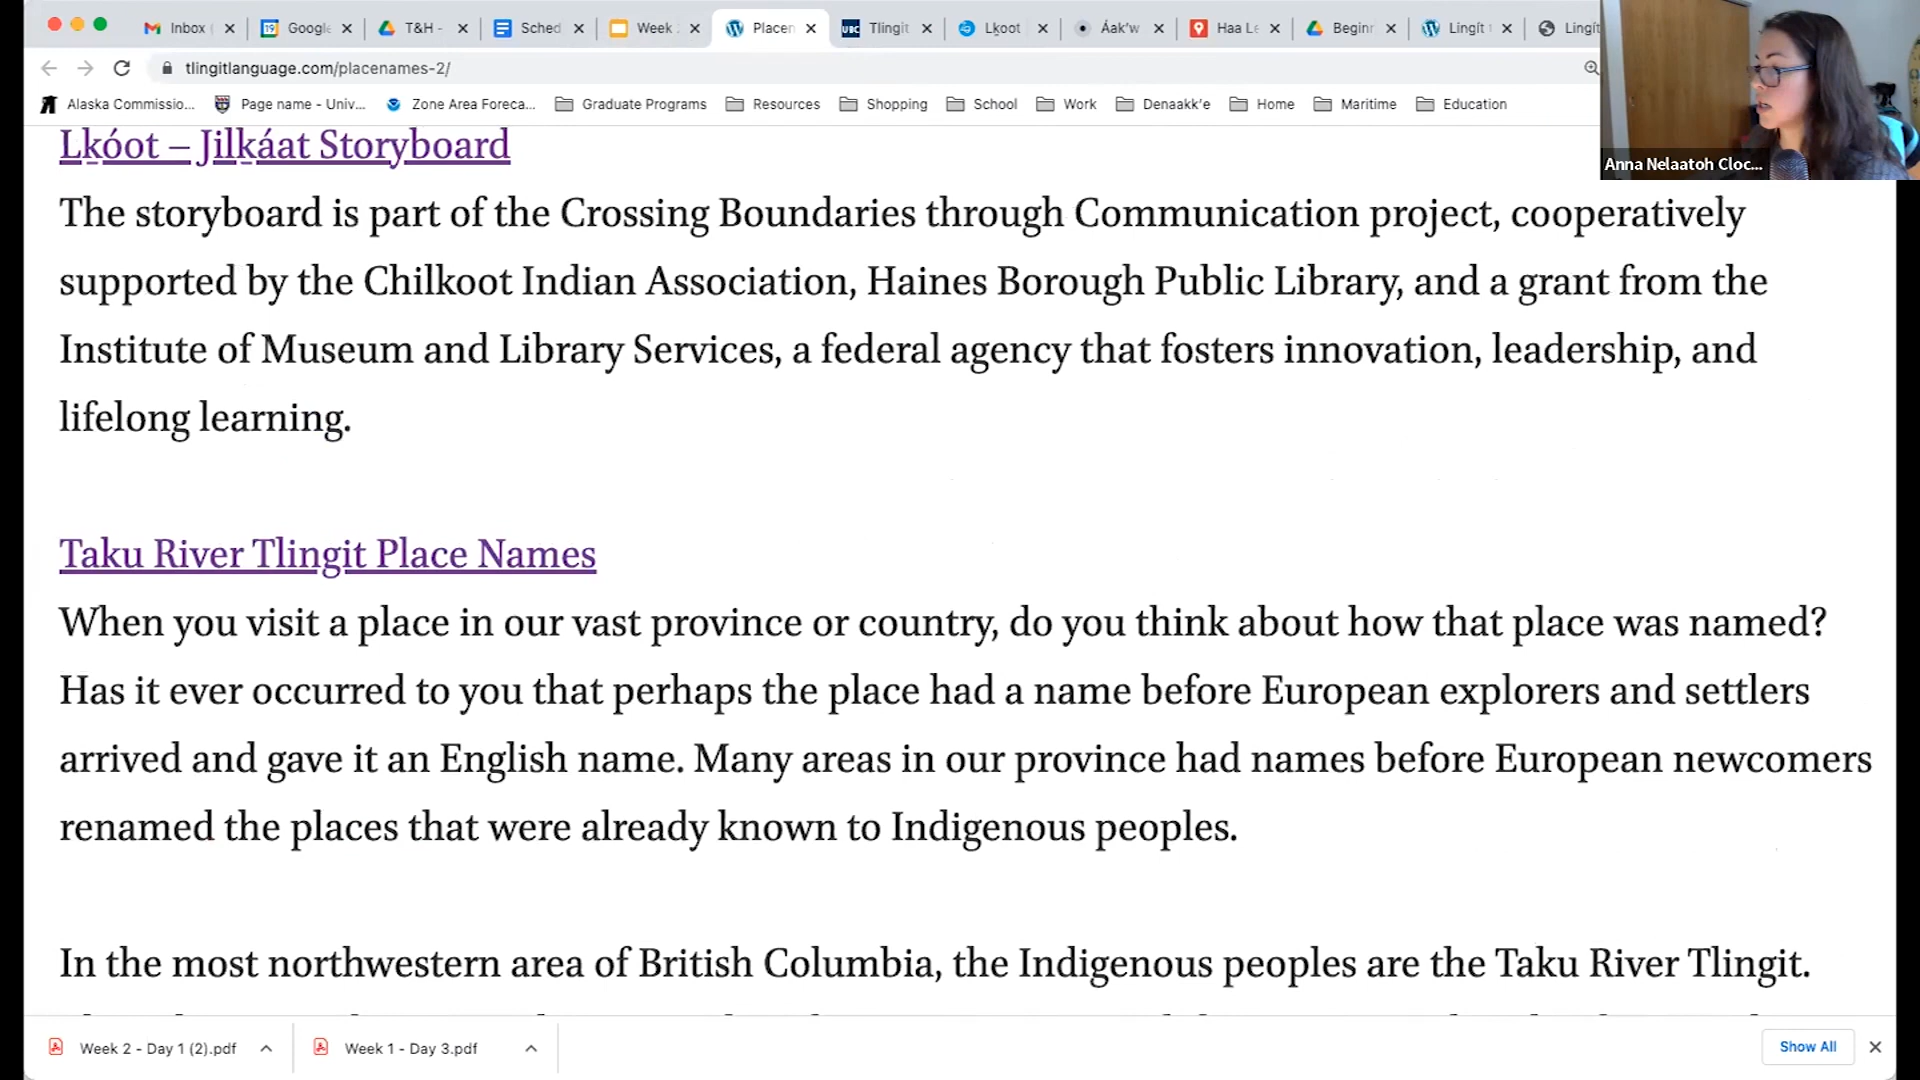 Inbox
Google
T&H -
Sched
Week
Placen
Tlingit
Lḵoot
Áakʼw
Haa Le
Begin
Lingít
Lingít
tlingitlanguage.com/placenames-2/
Alaska Commissio...
Page name - Univ...
Zone Area Foreca...
Graduate Programs
Resources
Shopping
School
Work
Denaakkʼe
Home
Maritime
Education
Anna Nelaatoh Cloc...
Lḵóot – Jilḵáat Storyboard
The storyboard is part of the Crossing Boundaries through Communication project, cooperatively
supported by the Chilkoot Indian Association, Haines Borough Public Library, and a grant from the
Institute of Museum and Library Services, a federal agency that fosters innovation, leadership, and
lifelong learning.
Taku River Tlingit Place Names
When you visit a place in our vast province or country, do you think about how that place was named?
Has it ever occurred to you that perhaps the place had a name before European explorers and settlers
arrived and gave it an English name. Many areas in our province had names before European newcomers
renamed the places that were already known to Indigenous peoples.
In the most northwestern area of British Columbia, the Indigenous peoples are the Taku River Tlingit.
Week 2 - Day 1 (2).pdf
Week 1 - Day 3.pdf
Show All